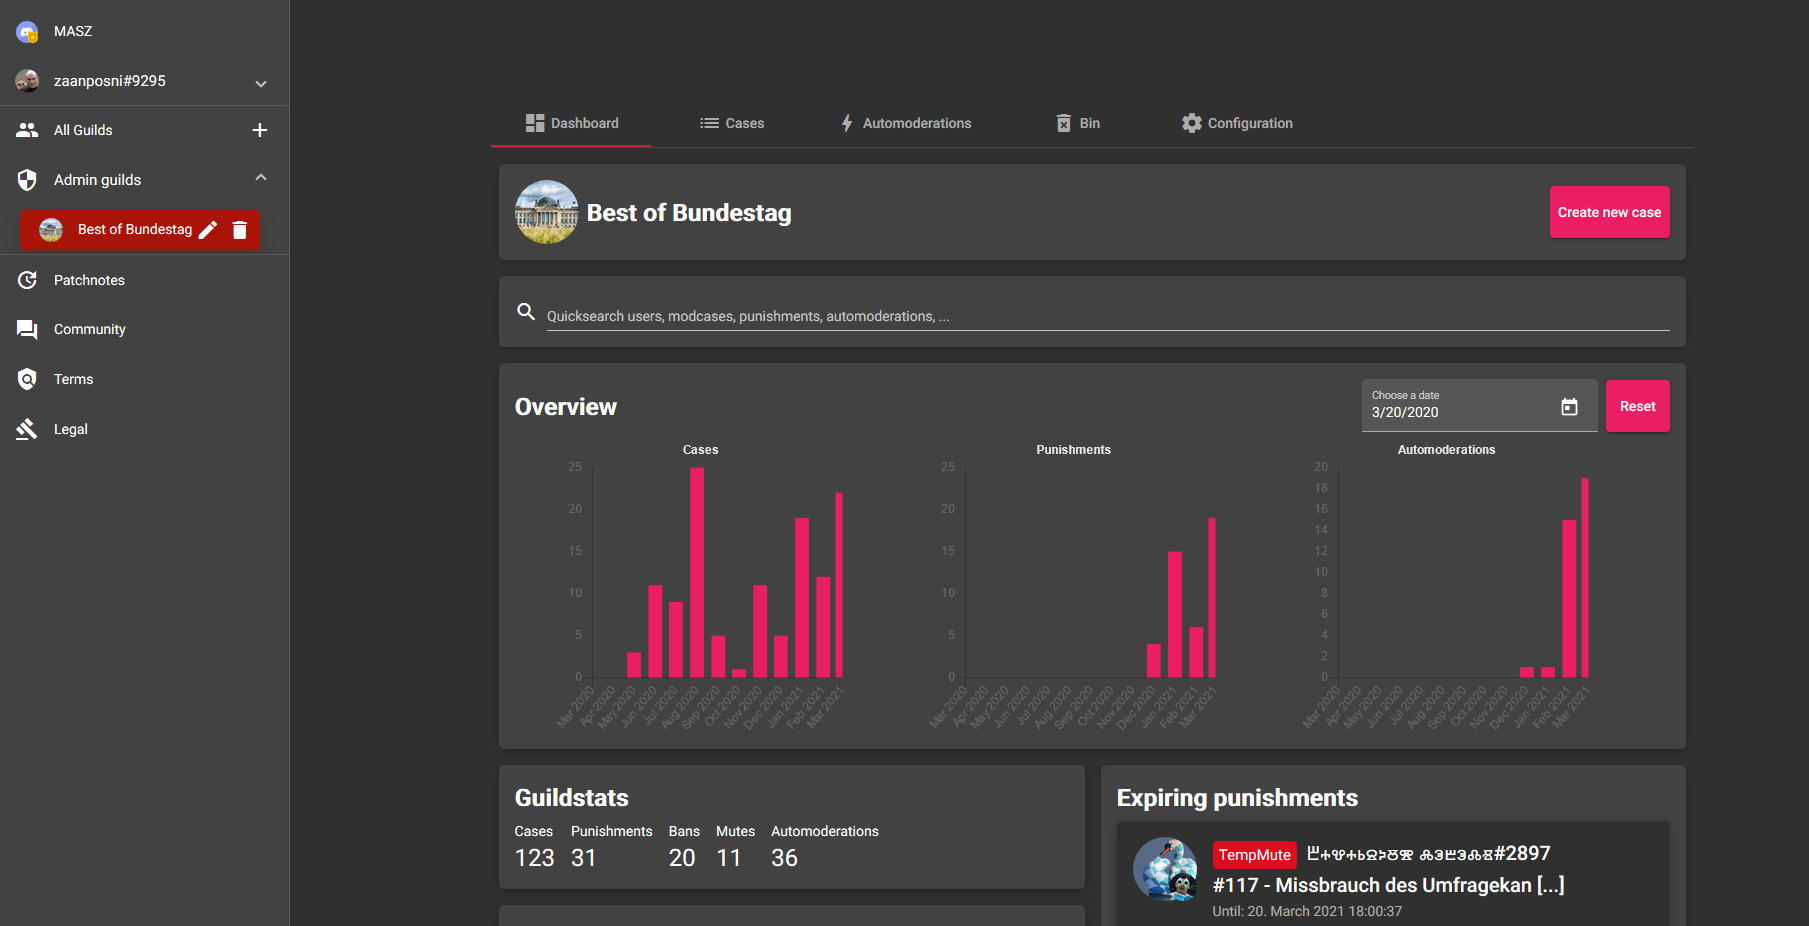 MASZ
zaanposni#9295
All Guilds
Admin guilds
Best of Bundestag
Patchnotes
Community
Terms
Legal
Dashboard
Cases
Automoderations
Bin
Configuration
Best of Bundestag
Create new case
Quicksearch users, modcases, punishments, automoderations, ...
Overview
Choose a date
3/20/2020
Reset
Cases
25
20
15
10
5
0
Mar 2020
Apr 2020
May 2020
Jun 2020
Jul 2020
Aug 2020
Sep 2020
Oct 2020
Nov 2020
Dec 2020
Jan 2021
Feb 2021
Mar 2021
Punishments
25
20
15
10
5
0
Mar 2020
Apr 2020
May 2020
Jun 2020
Jul 2020
Aug 2020
Sep 2020
Oct 2020
Nov 2020
Dec 2020
Jan 2021
Feb 2021
Mar 2021
Automoderations
20
18
16
14
12
10
8
6
4
2
0
Mar 2020
Apr 2020
May 2020
Jun 2020
Jul 2020
Aug 2020
Sep 2020
Oct 2020
Nov 2020
Dec 2020
Jan 2021
Feb 2021
Mar 2021
Guildstats
Cases Punishments Bans Mutes Automoderations
123 31 20 11 36
Expiring punishments
TempMute #2897
#117 - Missbrauch des Umfragekan [...]
Until: 20. March 2021 18:00:37